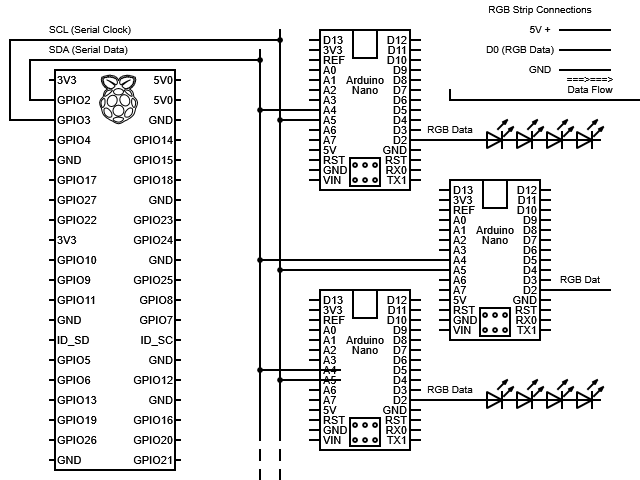 RGB Strip Connections
SCL (Serial Clock)
5V +
SDA (Serial Data)
D0 (RGB Data)
GND
===>===>
Data Flow
3V3 5V0
GPIO2 5V0
GPIO3 GND
GPIO4 GPIO14
GND GPIO15
GPIO17 GPIO18
GPIO27 GND
GPIO22 GPIO23
3V3 GPIO24
GPIO10 GND
GPIO9 GPIO25
GPIO11 GPIO8
GND GPIO7
ID_SD ID_SC
GPIO5 GND
GPIO6 GPIO12
GPIO13 GND
GPIO19 GPIO16
GPIO26 GPIO20
GND GPIO21
D13 D12
3V3 D11
REF D10
A0 D9
A1 Arduino D8
A2 Nano D7
A3 D6
A4 D5
A5 D4
A6 D3
A7 D2
5V GND
RST RST
GND RX0
VIN TX1
RGB Data
D13 D12
3V3 D11
REF D10
A0 D9
A1 Arduino D8
A2 Nano D7
A3 D6
A4 D5
A5 D4
A6 D3
A7 D2
5V GND
RST RST
GND RX0
VIN TX1
RGB Dat
D13 D12
3V3 D11
REF D10
A0 D9
A1 Arduino D8
A2 Nano D7
A3 D6
A4 D5
A5 D4
A6 D3
A7 D2
5V GND
RST RST
GND RX0
VIN TX1
RGB Data